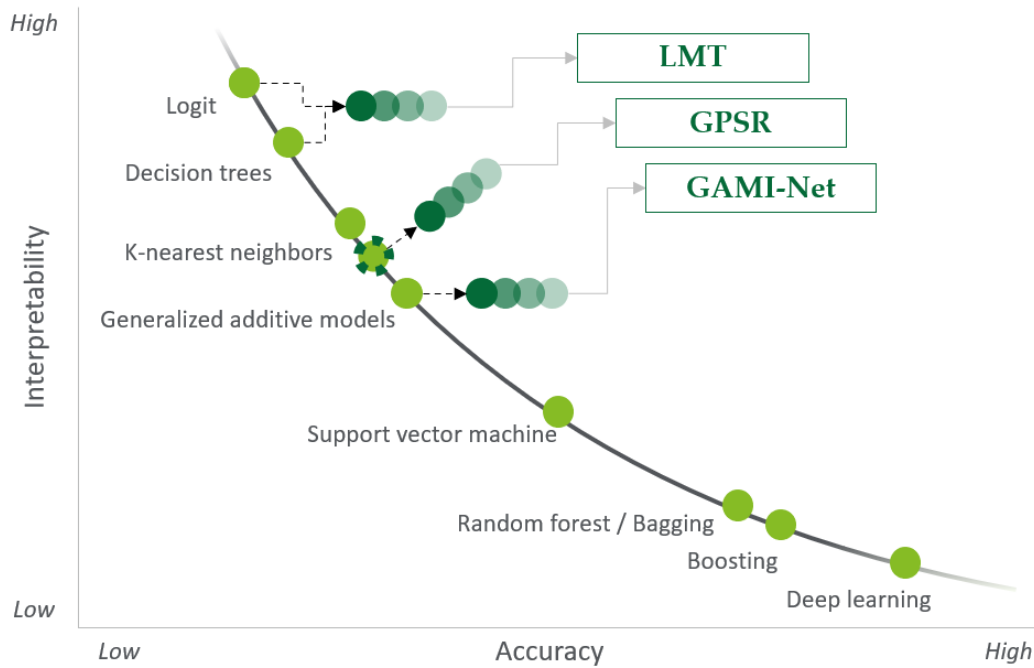 High
LMT
Logit
GPSR
Decision trees
GAMI-Net
K-nearest neighbors
Generalized additive models
Interpretability
Support vector machine
Random forest / Bagging
Boosting
Deep learning
Low
Low
Accuracy
High